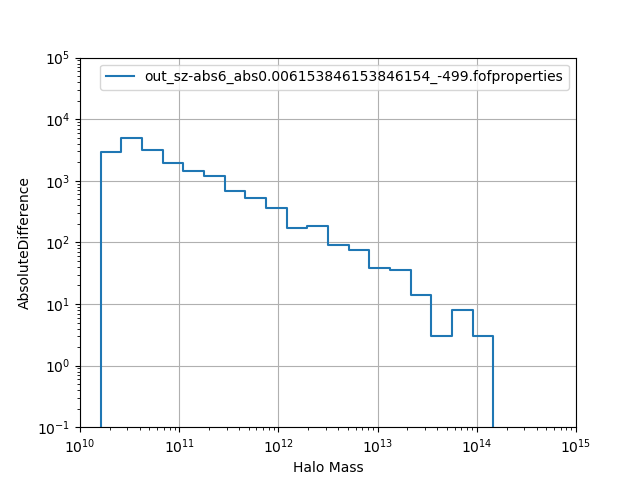 out_sz-abs6_abs0.006153846153846154_-499.fofproperties
10^5
10^4
10^3
10^2
10^1
10^0
10^-1
AbsoluteDifference
10^10 10^11 10^12 10^13 10^14 10^15
Halo Mass